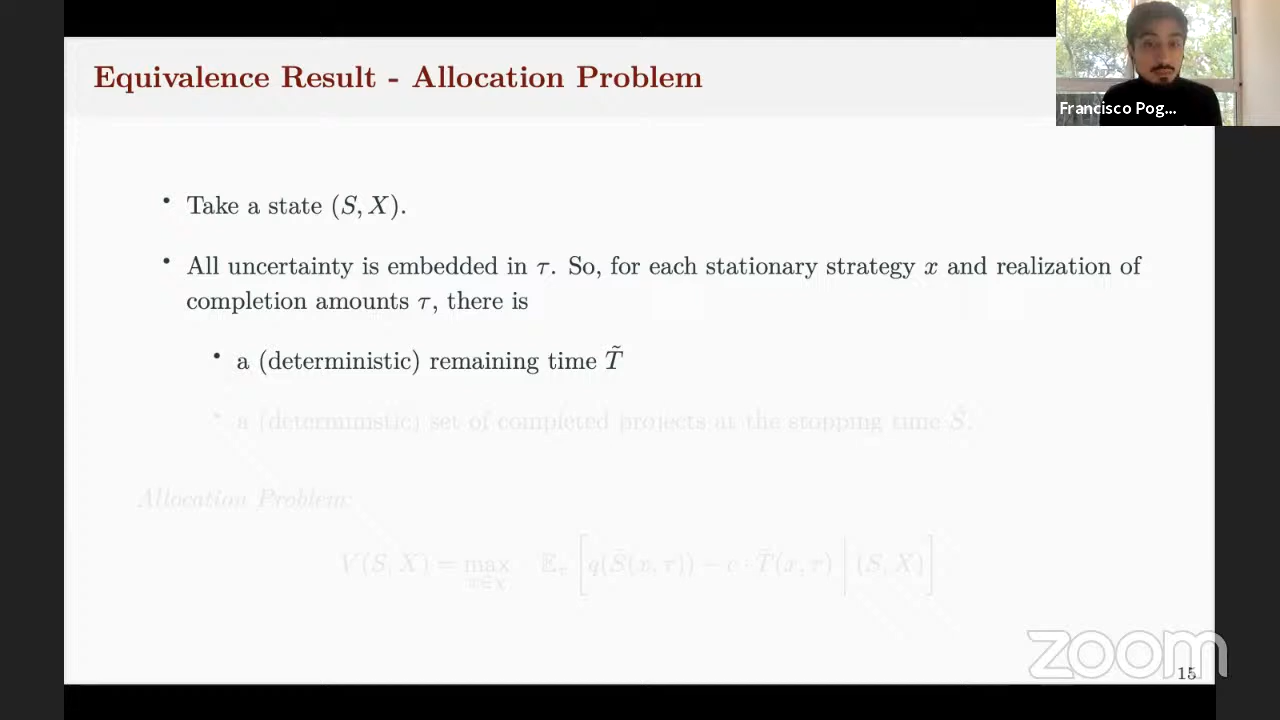 Equivalence Result - Allocation Problem
Francisco Pog...
• Take a state (S, X).
• All uncertainty is embedded in τ. So, for each stationary strategy x and realization of
completion amounts τ, there is
• a (deterministic) remaining time T̃
• a (deterministic) set of completed projects at the stopping time S̃.
Allocation Problem:
V(S, X) = max 𝔼τ [ q(S̃(x, τ)) − c · T̃(x, τ) | (S, X) ]
x∈χ
zoom
15